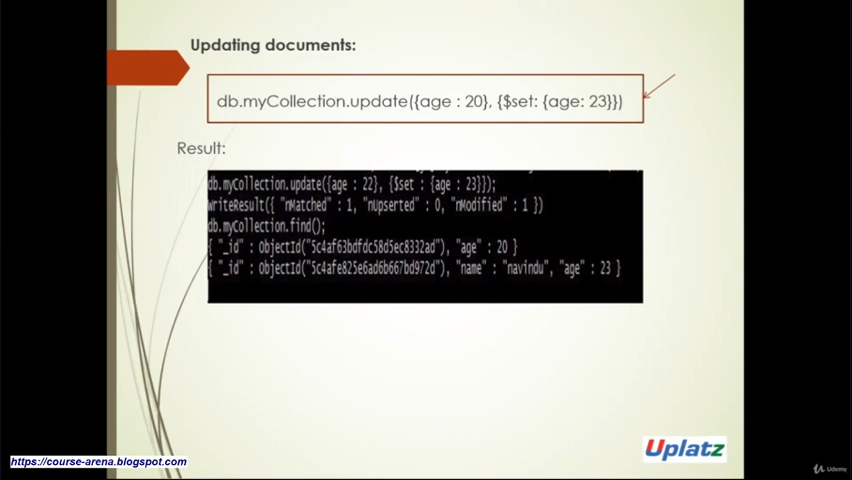 Updating documents:
db.myCollection.update({age : 20}, {$set: {age: 23}})
Result:
db.myCollection.update({age : 22}, {$set : {age : 23}});
WriteResult({ "nMatched" : 1, "nUpserted" : 0, "nModified" : 1 })
db.myCollection.find();
{ "_id" : ObjectId("5c4af63bdfdc58d5ec8332ad"), "age" : 20 }
{ "_id" : ObjectId("5c4afe825e6ad6b667bd972d"), "name" : "navindu", "age" : 23 }
Uplatz
https://course-arena.blogspot.com
Udemy